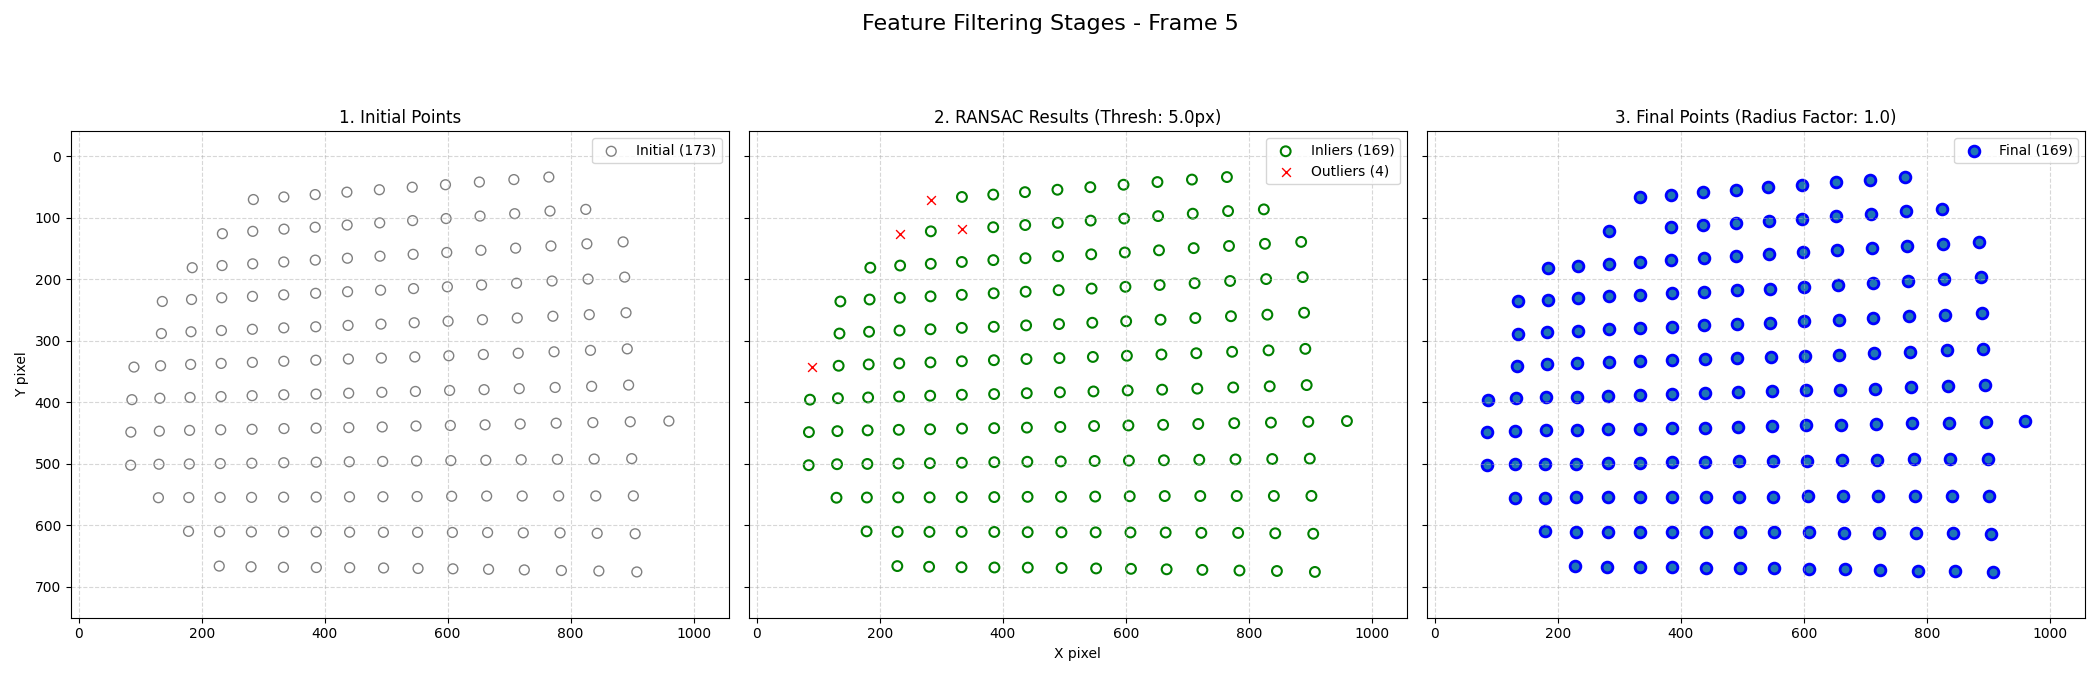 Feature Filtering Stages - Frame 5
1. Initial Points
Initial (173)
0
100
200
300
400
500
600
700
Y pixel
0 200 400 600 800 1000
2. RANSAC Results (Thresh: 5.0px)
Inliers (169)
Outliers (4)
0 200 400 600 800 1000
X pixel
3. Final Points (Radius Factor: 1.0)
Final (169)
0 200 400 600 800 1000